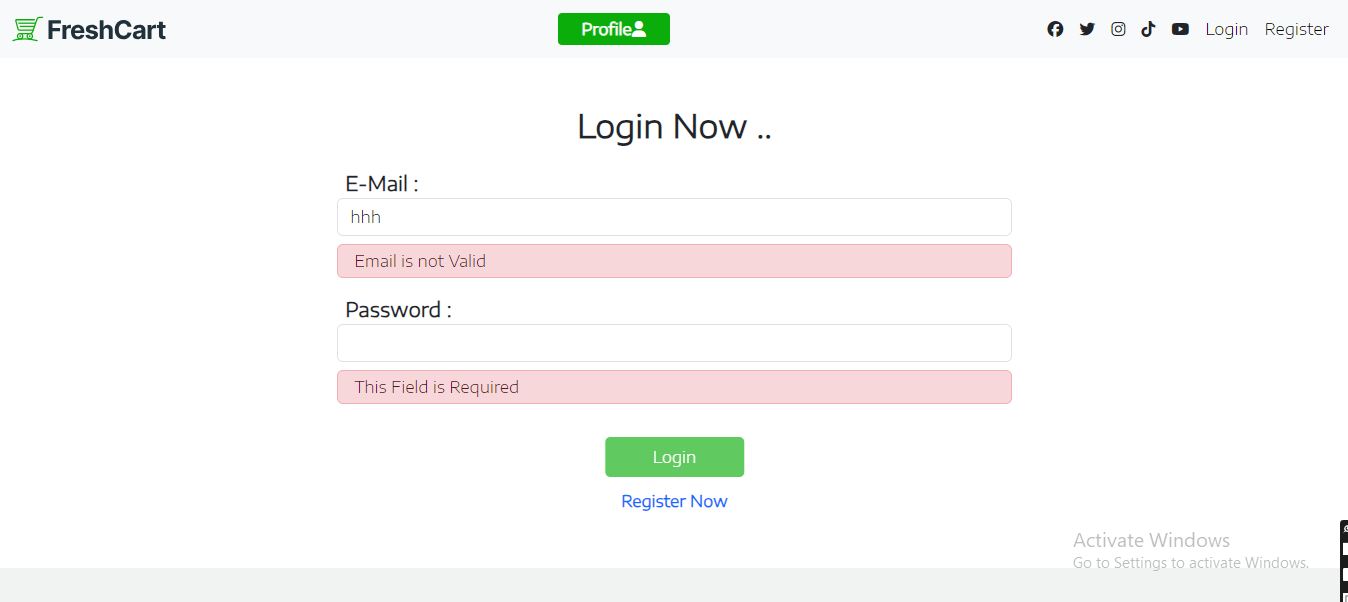 FreshCart
Profile
Login Register
Login Now ..
E-Mail :
hhh
Email is not Valid
Password :
This Field is Required
Login
Register Now
Activate Windows
Go to Settings to activate Windows.